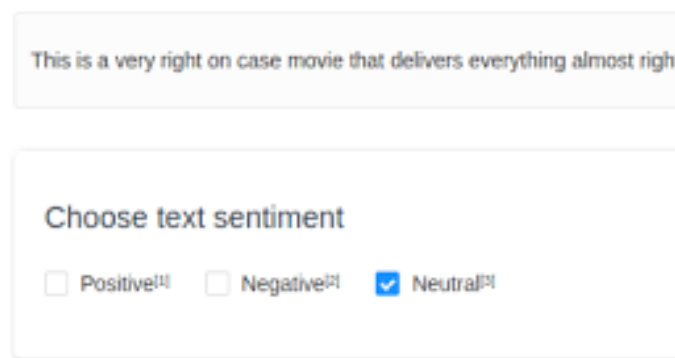 This is a very right on case movie that delivers everything almost righ
Choose text sentiment
Positive[1] Negative[2] Neutral[3]